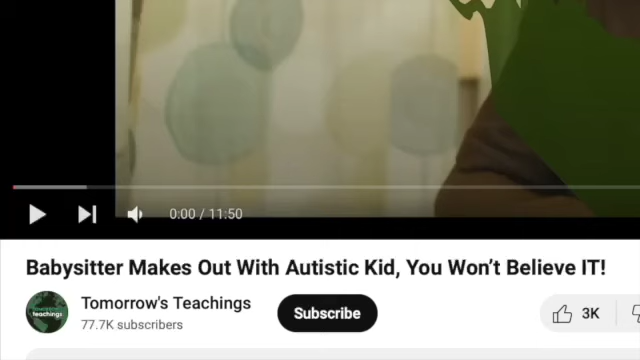 0:00 / 11:50
Babysitter Makes Out With Autistic Kid, You Won't Believe IT!
Tomorrow's Teachings
77.7K subscribers
Subscribe
3K